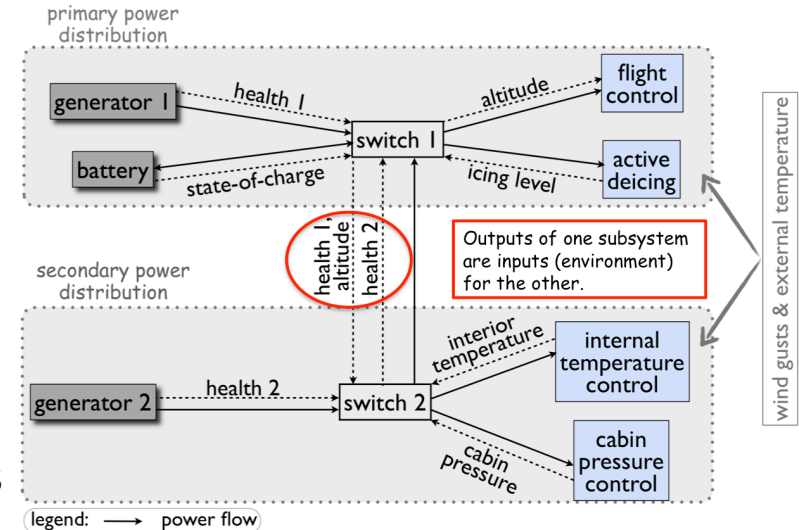 primary power
distribution
generator 1
health 1
altitude
flight
control
switch 1
battery
state-of-charge
icing level
active
deicing
health 1,
altitude
health 2
Outputs of one subsystem
are inputs (environment)
for the other.
wind gusts & external temperature
secondary power
distribution
interior
temperature
internal
temperature
control
generator 2
health 2
switch 2
cabin
pressure
cabin
pressure
control
legend: power flow